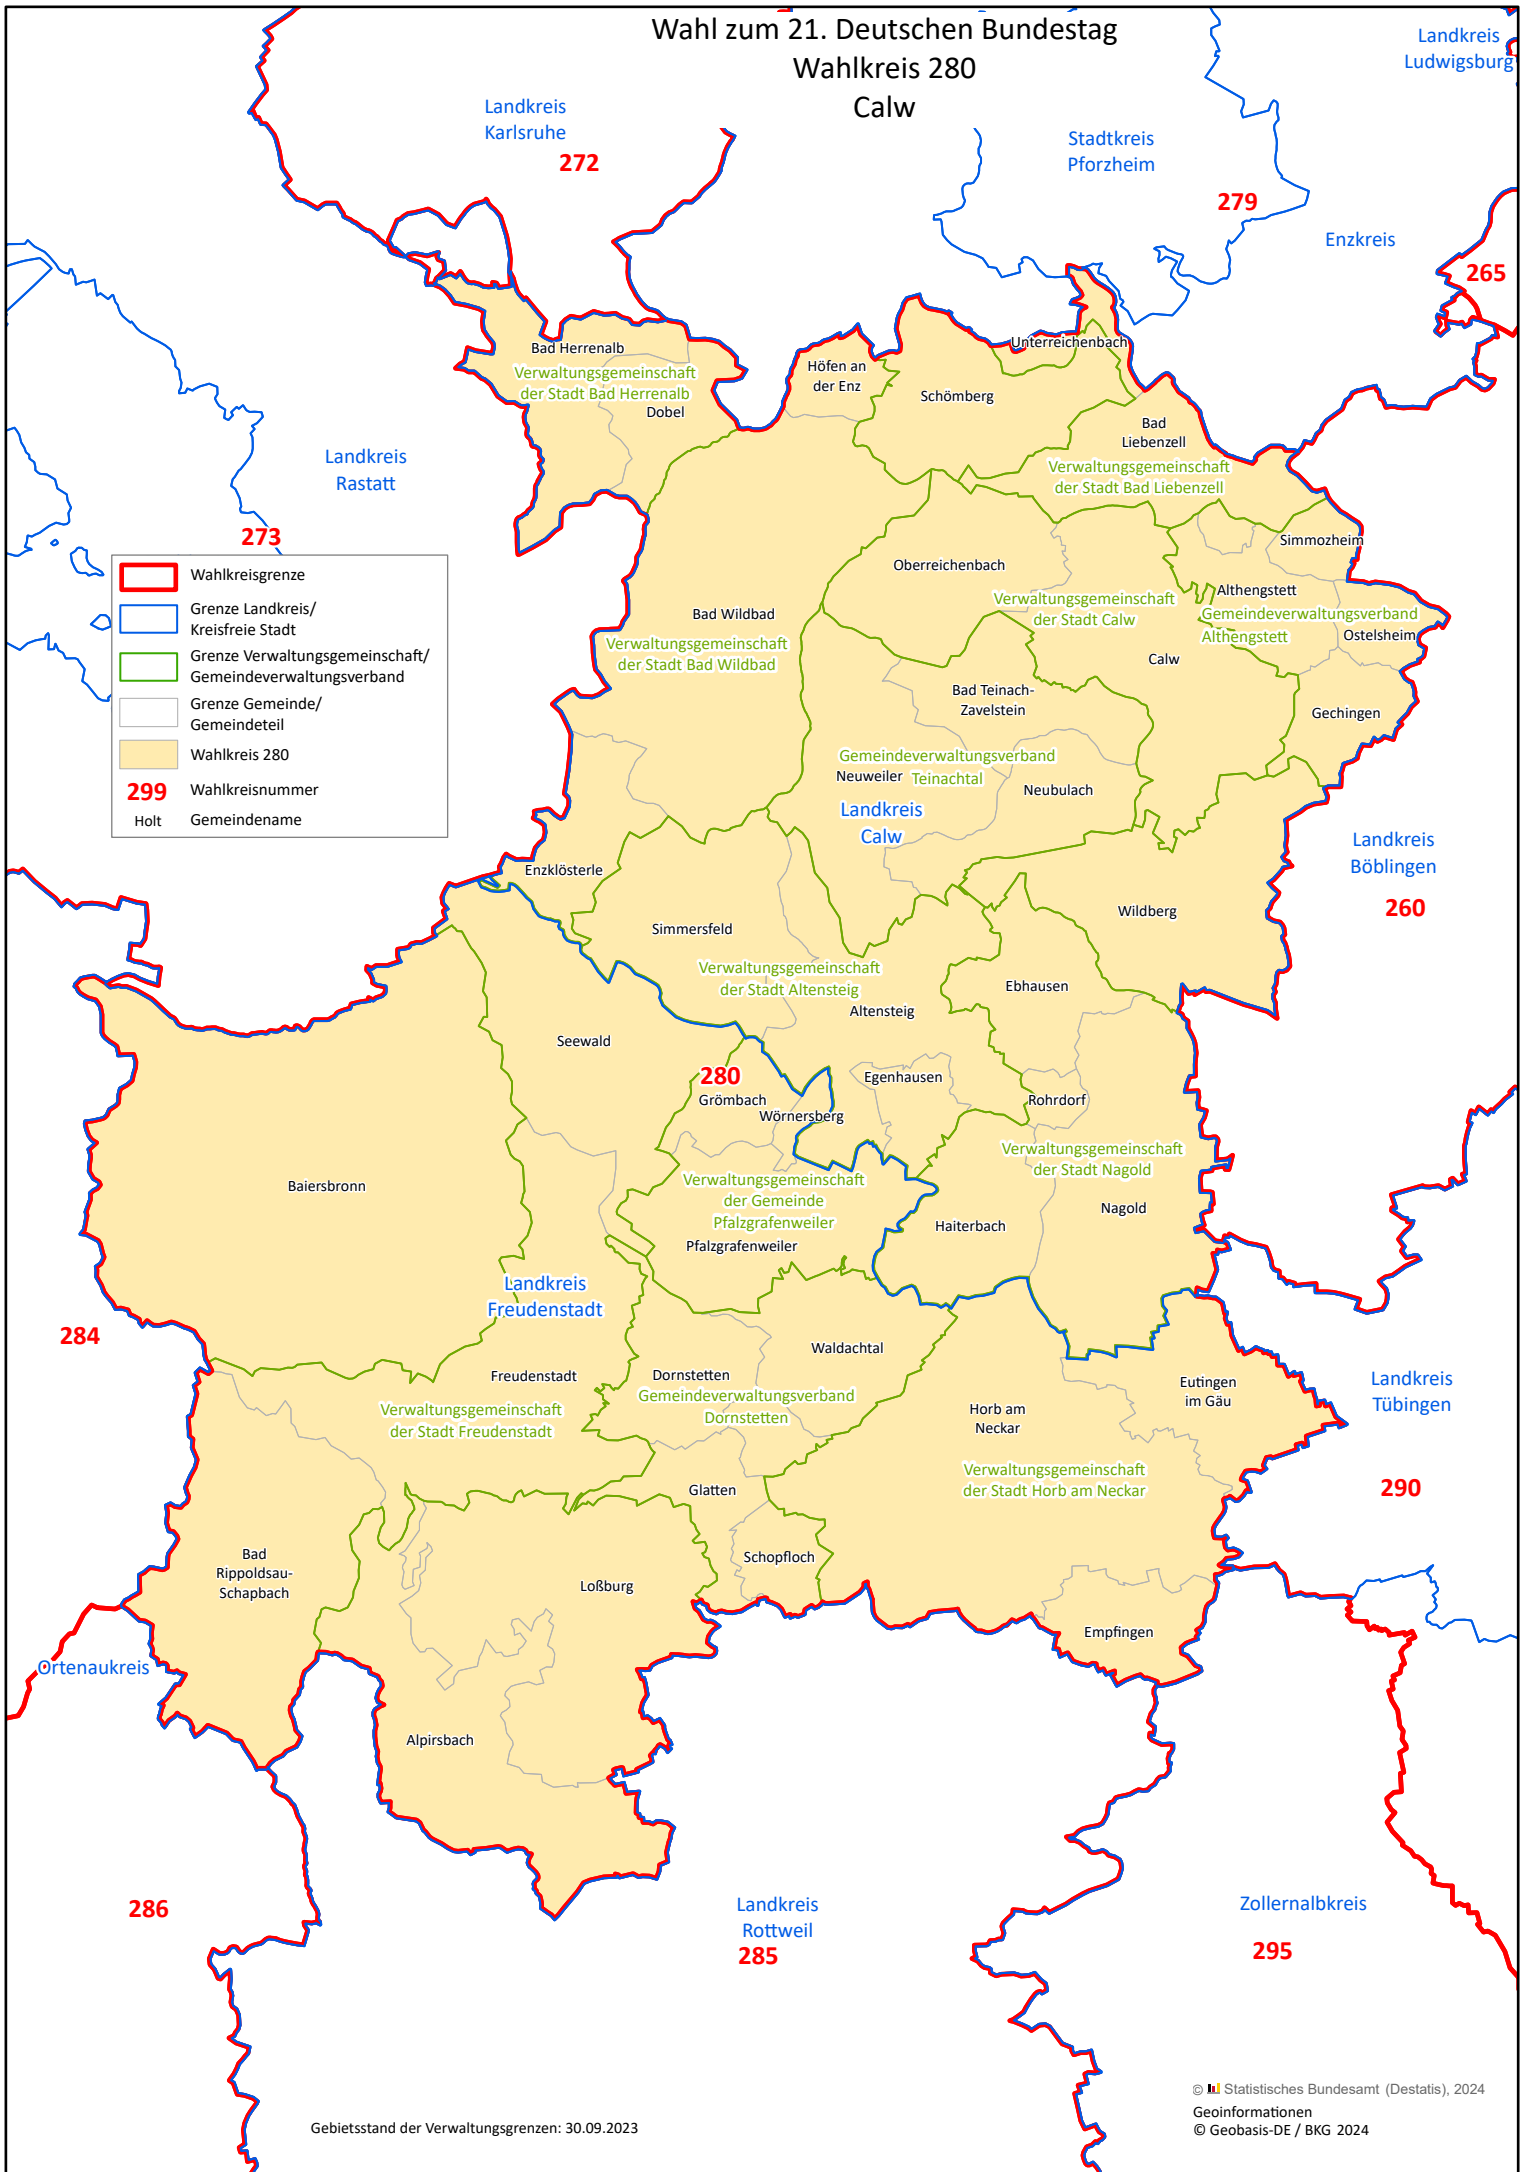 Wahl zum 21. Deutschen Bundestag
Wahlkreis 280
Calw
Landkreis
Ludwigsburg
Landkreis
Karlsruhe
272
Stadtkreis
Pforzheim
279
Enzkreis
265
Bad Herrenalb
Verwaltungsgemeinschaft
der Stadt Bad Herrenalb
Dobel
Höfen an
der Enz
Unterreichenbach
Schömberg
Bad
Liebenzell
Verwaltungsgemeinschaft
der Stadt Bad Liebenzell
Landkreis
Rastatt
273
Wahlkreisgrenze
Grenze Landkreis/
Kreisfreie Stadt
Grenze Verwaltungsgemeinschaft/
Gemeindeverwaltungsverband
Grenze Gemeinde/
Gemeindeteil
Wahlkreis 280
299 Wahlkreisnummer
Holt Gemeindename
Simmozheim
Oberreichenbach
Althengstett
Verwaltungsgemeinschaft
der Stadt Calw
Gemeindeverwaltungsverband
Althengstett
Ostelsheim
Bad Wildbad
Verwaltungsgemeinschaft
der Stadt Bad Wildbad
Calw
Bad Teinach-
Zavelstein
Gechingen
Gemeindeverwaltungsverband
Teinachtal
Neuweiler
Neubulach
Landkreis
Calw
Landkreis
Böblingen
260
Enzklösterle
Wildberg
Simmersfeld
Verwaltungsgemeinschaft
der Stadt Altensteig
Altensteig
Ebhausen
Seewald
280
Grömbach
Wörnersberg
Egenhausen
Rohrdorf
Verwaltungsgemeinschaft
der Stadt Nagold
Nagold
Baiersbronn
Verwaltungsgemeinschaft
der Gemeinde
Pfalzgrafenweiler
Pfalzgrafenweiler
Haiterbach
Landkreis
Freudenstadt
284
Waldachtal
Freudenstadt
Dornstetten
Gemeindeverwaltungsverband
Dornstetten
Verwaltungsgemeinschaft
der Stadt Freudenstadt
Eutingen
im Gäu
Landkreis
Tübingen
290
Horb am
Neckar
Verwaltungsgemeinschaft
der Stadt Horb am Neckar
Glatten
Schopfloch
Bad
Rippoldsau-
Schapbach
Loßburg
Empfingen
Ortenaukreis
Alpirsbach
286
Landkreis
Rottweil
285
Zollernalbkreis
295
Gebietsstand der Verwaltungsgrenzen: 30.09.2023
© Statistisches Bundesamt (Destatis), 2024
Geoinformationen
© Geobasis-DE / BKG 2024